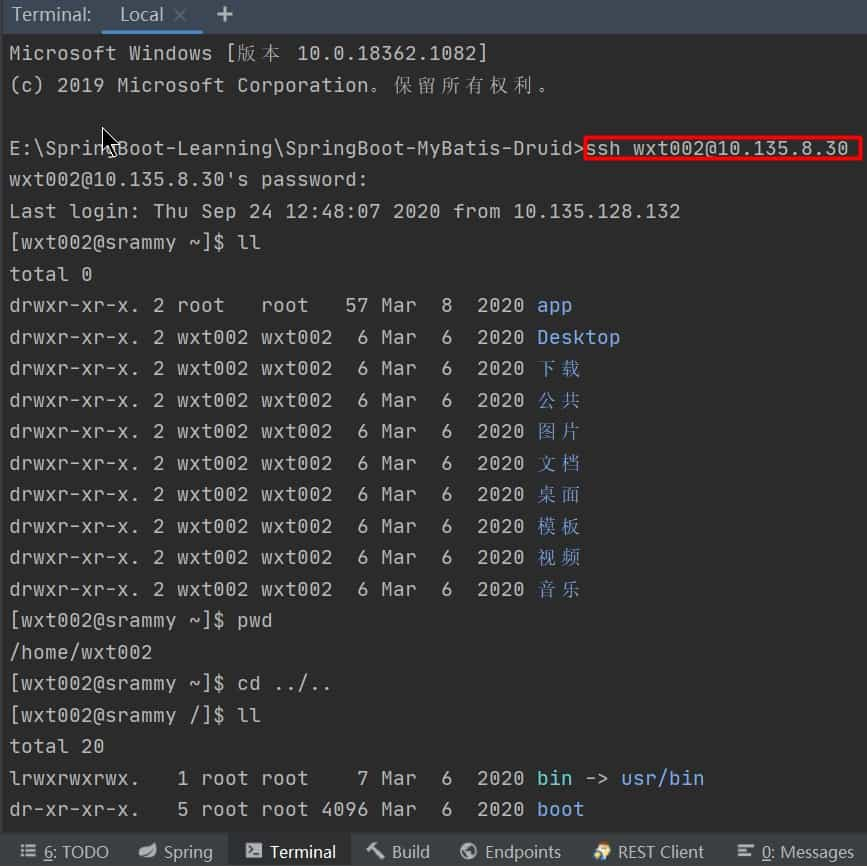 Terminal: Local × +
Microsoft Windows [版本 10.0.18362.1082]
(c) 2019 Microsoft Corporation。保留所有权利。
E:\SpringBoot-Learning\SpringBoot-MyBatis-Druid>ssh wxt002@10.135.8.30
wxt002@10.135.8.30's password:
Last login: Thu Sep 24 12:48:07 2020 from 10.135.128.132
[wxt002@srammy ~]$ ll
total 0
drwxr-xr-x. 2 root   root   57 Mar  8  2020 app
drwxr-xr-x. 2 wxt002 wxt002  6 Mar  6  2020 Desktop
drwxr-xr-x. 2 wxt002 wxt002  6 Mar  6  2020 下载
drwxr-xr-x. 2 wxt002 wxt002  6 Mar  6  2020 公共
drwxr-xr-x. 2 wxt002 wxt002  6 Mar  6  2020 图片
drwxr-xr-x. 2 wxt002 wxt002  6 Mar  6  2020 文档
drwxr-xr-x. 2 wxt002 wxt002  6 Mar  6  2020 桌面
drwxr-xr-x. 2 wxt002 wxt002  6 Mar  6  2020 模板
drwxr-xr-x. 2 wxt002 wxt002  6 Mar  6  2020 视频
drwxr-xr-x. 2 wxt002 wxt002  6 Mar  6  2020 音乐
[wxt002@srammy ~]$ pwd
/home/wxt002
[wxt002@srammy ~]$ cd ../..
[wxt002@srammy /]$ ll
total 20
lrwxrwxrwx.   1 root root    7 Mar  6  2020 bin -> usr/bin
dr-xr-xr-x.   5 root root 4096 Mar  6  2020 boot
6: TODO Spring Terminal Build Endpoints REST Client 0: Messages